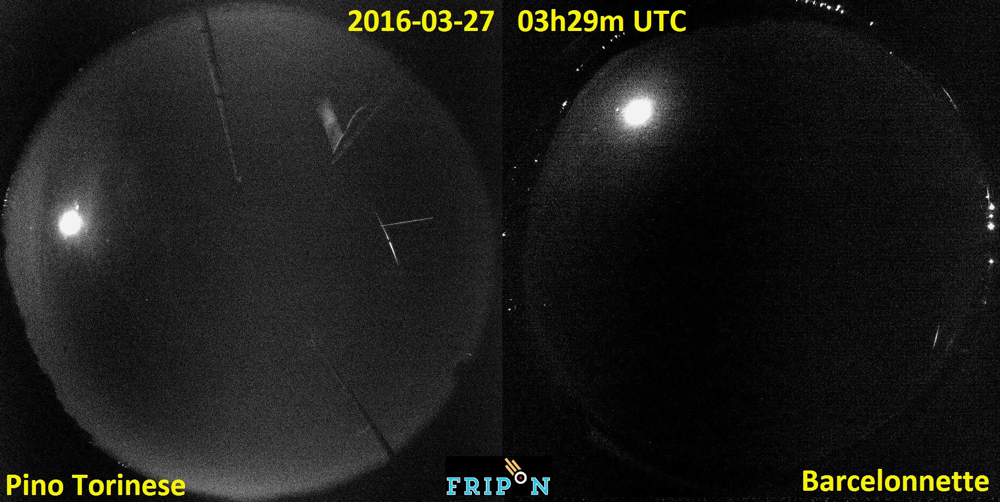 2016-03-27 03h29m UTC
Pino Torinese
FRIPON
Barcelonnette